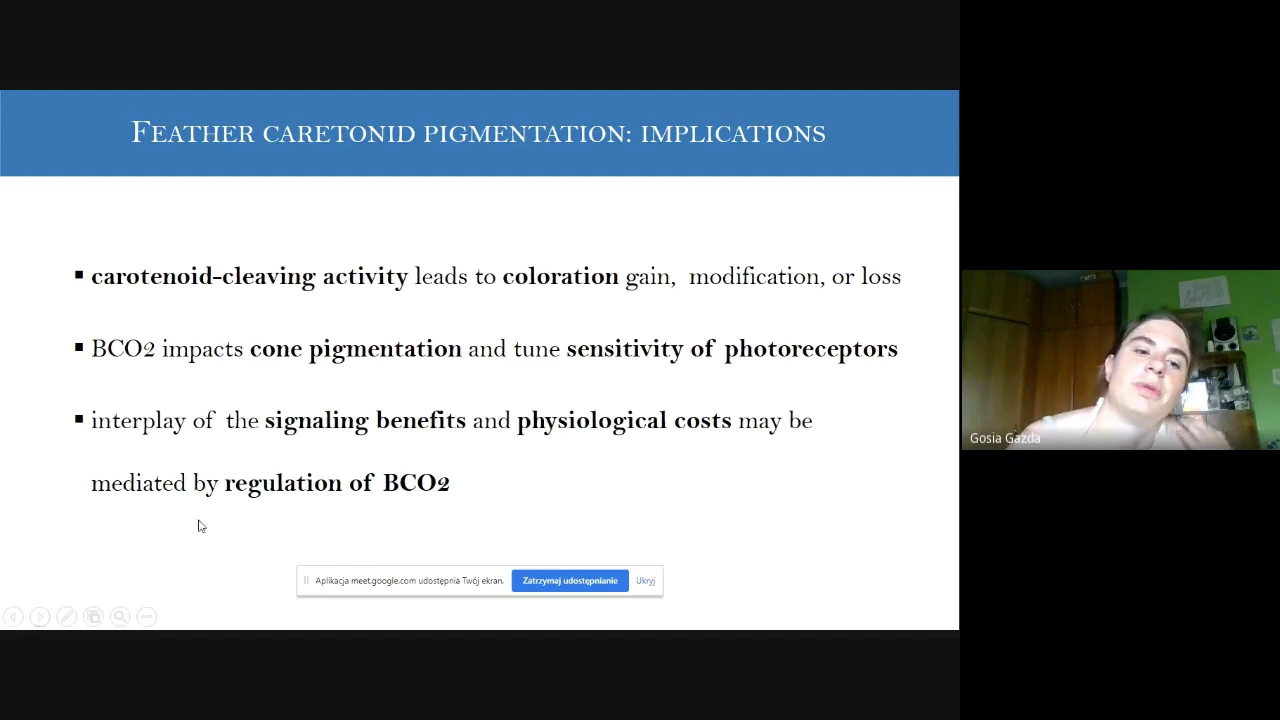 FEATHER CARETONID PIGMENTATION: IMPLICATIONS
▪ carotenoid-cleaving activity leads to coloration gain, modification, or loss
▪ BCO2 impacts cone pigmentation and tune sensitivity of photoreceptors
▪ interplay of the signaling benefits and physiological costs may be
mediated by regulation of BCO2
Aplikacja meet.google.com udostępnia Twój ekran. Zatrzymaj udostępnianie Ukryj
Gosia Gazda